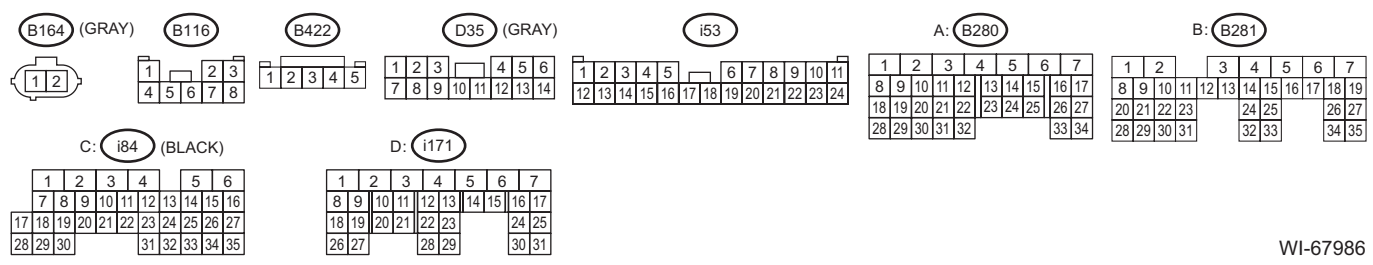 B164 (GRAY)
1 2
B116
1 2 3
4 5 6 7 8
B422
1 2 3 4 5
D35 (GRAY)
1 2 3 4 5 6
7 8 9 10 11 12 13 14
i53
1 2 3 4 5 6 7 8 9 10 11
12 13 14 15 16 17 18 19 20 21 22 23 24
A: B280
1 2 3 4 5 6 7
8 9 10 11 12 13 14 15 16 17
18 19 20 21 22 23 24 25 26 27
28 29 30 31 32 33 34
B: B281
1 2 3 4 5 6 7
8 9 10 11 12 13 14 15 16 17 18 19
20 21 22 23 24 25 26 27
28 29 30 31 32 33 34 35
C: i84 (BLACK)
1 2 3 4 5 6
7 8 9 10 11 12 13 14 15 16
17 18 19 20 21 22 23 24 25 26 27
28 29 30 31 32 33 34 35
D: i171
1 2 3 4 5 6 7
8 9 10 11 12 13 14 15 16 17
18 19 20 21 22 23 24 25
26 27 28 29 30 31
WI-67986